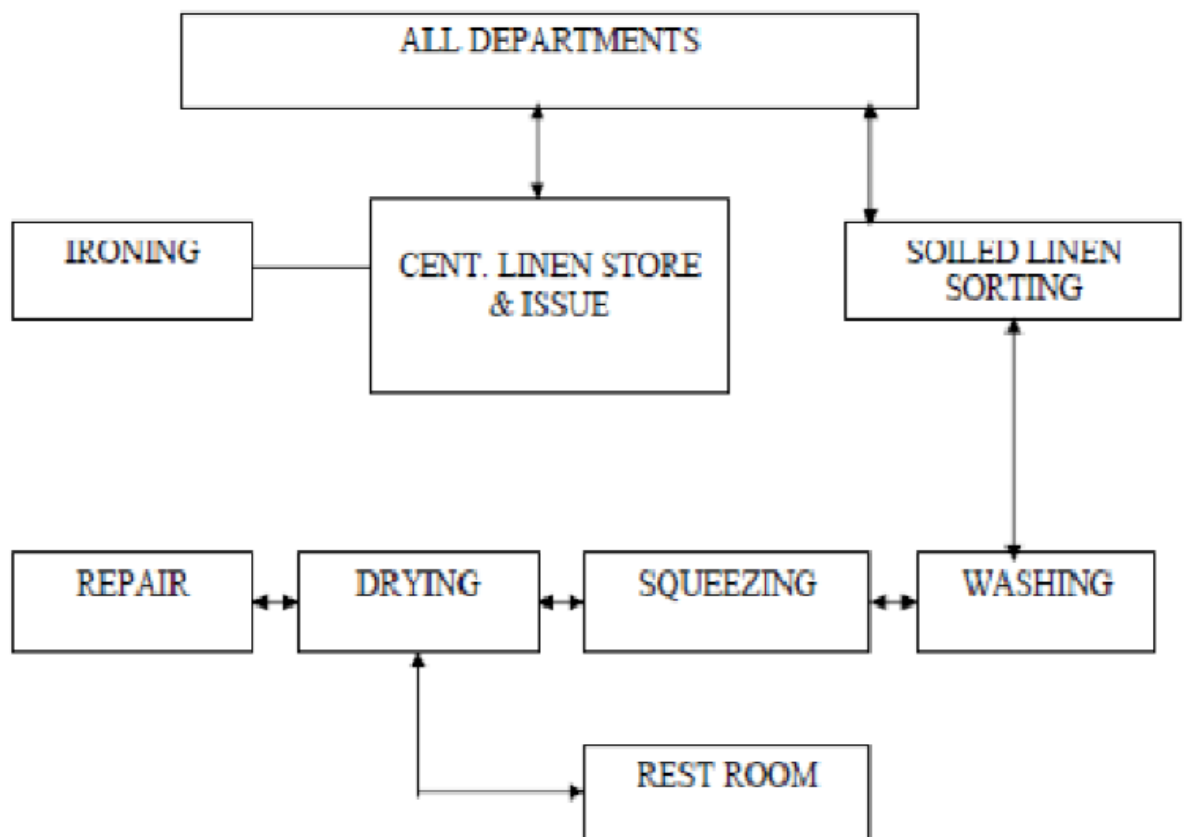 ALL DEPARTMENTS
IRONING
CENT. LINEN STORE
& ISSUE
SOILED LINEN
SORTING
REPAIR
DRYING
SQUEEZING
WASHING
REST ROOM